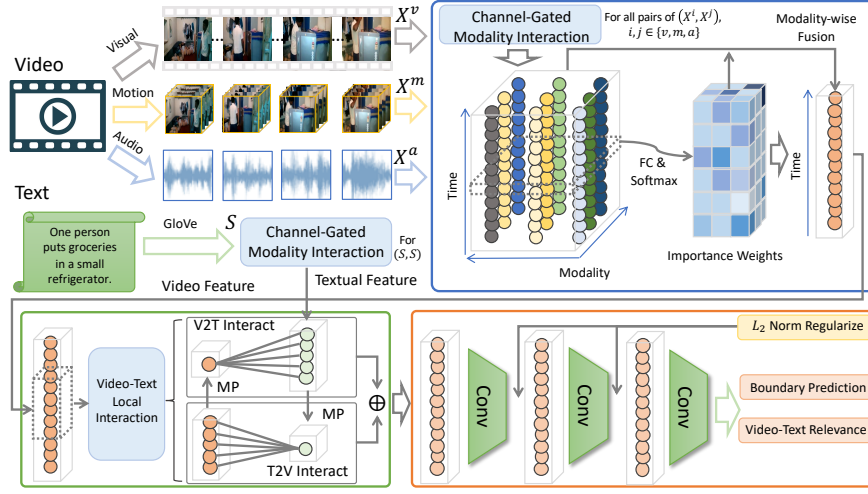 Video
Visual
Motion
Audio
X^v
X^m
X^a
Text
One person
puts groceries
in a small
refrigerator.
GloVe
S
Channel-Gated
Modality Interaction
For
(S,S)
Video Feature
Textual Feature
Channel-Gated
Modality Interaction
For all pairs of (X^i, X^j),
i, j ∈ {v, m, a}
Modality-wise
Fusion
Time
Modality
FC &
Softmax
Importance Weights
Time
Video-Text
Local
Interaction
V2T Interact
MP
MP
T2V Interact
⊕
Conv
Conv
Conv
L_2 Norm Regularize
Boundary Prediction
Video-Text Relevance